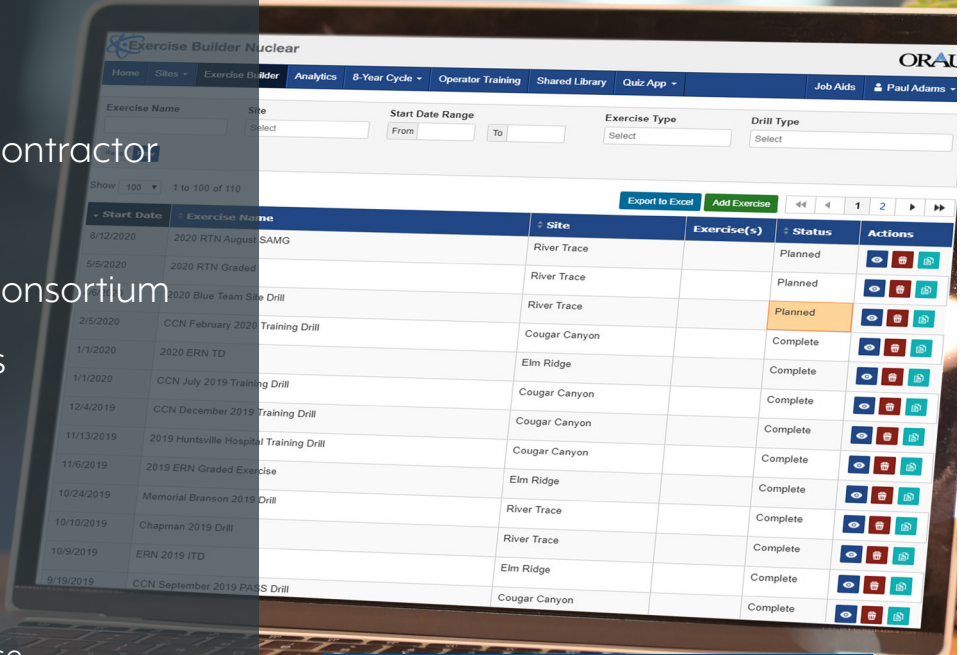 Exercise Builder Nuclear
ORAU
Home Sites Exercise Builder Analytics 8-Year Cycle Operator Training Shared Library Quiz App Job Aids Paul Adams
Exercise Name Site Start Date Range Exercise Type Drill Type
Select From To Select Select
ontractor
Show 100 1 to 100 of 110
Export to Excel Add Exercise 1 2
Start Date Exercise Name Site Exercise(s) Status Actions
8/12/2020 2020 RTN August SAMG River Trace Planned
5/5/2020 2020 RTN Graded River Trace Planned
onsortium
2020 Blue Team Site Drill River Trace Planned
2/5/2020 CCN February 2020 Training Drill Cougar Canyon Complete
s
1/1/2020 2020 ERN TD Elm Ridge Complete
1/1/2020 CCN July 2019 Training Drill Cougar Canyon Complete
12/4/2019 CCN December 2019 Training Drill Cougar Canyon Complete
11/13/2019 2019 Huntsville Hospital Training Drill Cougar Canyon Complete
11/6/2019 2019 ERN Graded Exercise Elm Ridge Complete
10/24/2019 Memorial Branson 2019 Drill River Trace Complete
10/10/2019 Chapman 2019 Drill River Trace Complete
10/9/2019 ERN 2019 ITD Elm Ridge Complete
9/19/2019 CCN September 2019 PASS Drill Cougar Canyon Complete